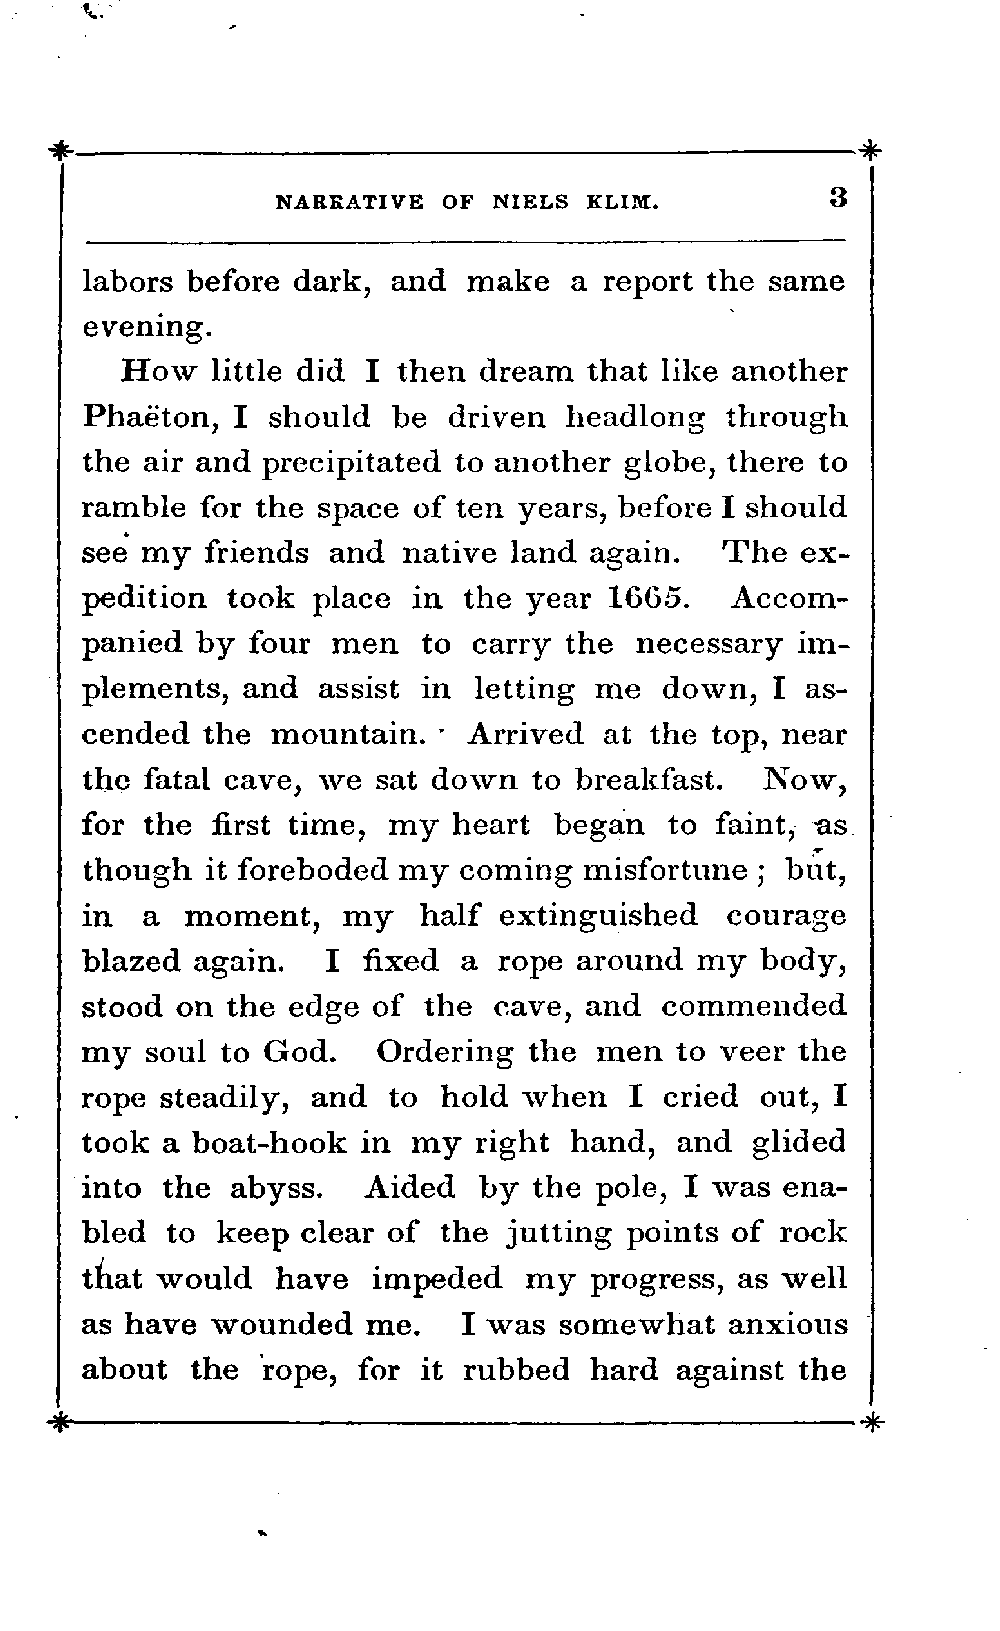 NARRATIVE OF NIELS KLIM. 3
labors before dark, and make a report the same
evening.
How little did I then dream that like another
Phaëton, I should be driven headlong through
the air and precipitated to another globe, there to
ramble for the space of ten years, before I should
see my friends and native land again. The ex-
pedition took place in the year 1665. Accom-
panied by four men to carry the necessary im-
plements, and assist in letting me down, I as-
cended the mountain. Arrived at the top, near
the fatal cave, we sat down to breakfast. Now,
for the first time, my heart began to faint, as
though it foreboded my coming misfortune ; but,
in a moment, my half extinguished courage
blazed again. I fixed a rope around my body,
stood on the edge of the cave, and commended
my soul to God. Ordering the men to veer the
rope steadily, and to hold when I cried out, I
took a boat-hook in my right hand, and glided
into the abyss. Aided by the pole, I was ena-
bled to keep clear of the jutting points of rock
that would have impeded my progress, as well
as have wounded me. I was somewhat anxious
about the rope, for it rubbed hard against the